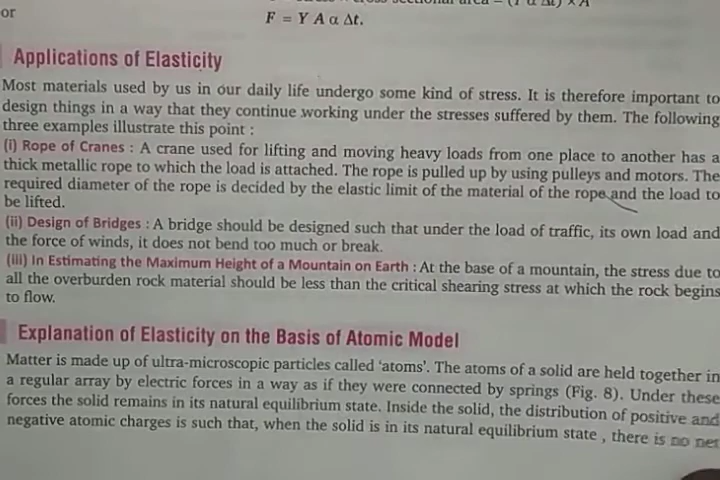 or
F = Y A α Δt.
Applications of Elasticity
Most materials used by us in our daily life undergo some kind of stress. It is therefore important to
design things in a way that they continue working under the stresses suffered by them. The following
three examples illustrate this point :
(i) Rope of Cranes : A crane used for lifting and moving heavy loads from one place to another has a
thick metallic rope to which the load is attached. The rope is pulled up by using pulleys and motors. The
required diameter of the rope is decided by the elastic limit of the material of the rope and the load to
be lifted.
(ii) Design of Bridges : A bridge should be designed such that under the load of traffic, its own load and
the force of winds, it does not bend too much or break.
(iii) In Estimating the Maximum Height of a Mountain on Earth : At the base of a mountain, the stress due to
all the overburden rock material should be less than the critical shearing stress at which the rock begins
to flow.
Explanation of Elasticity on the Basis of Atomic Model
Matter is made up of ultra-microscopic particles called 'atoms'. The atoms of a solid are held together in
a regular array by electric forces in a way as if they were connected by springs (Fig. 8). Under these
forces the solid remains in its natural equilibrium state. Inside the solid, the distribution of positive and
negative atomic charges is such that, when the solid is in its natural equilibrium state , there is no net